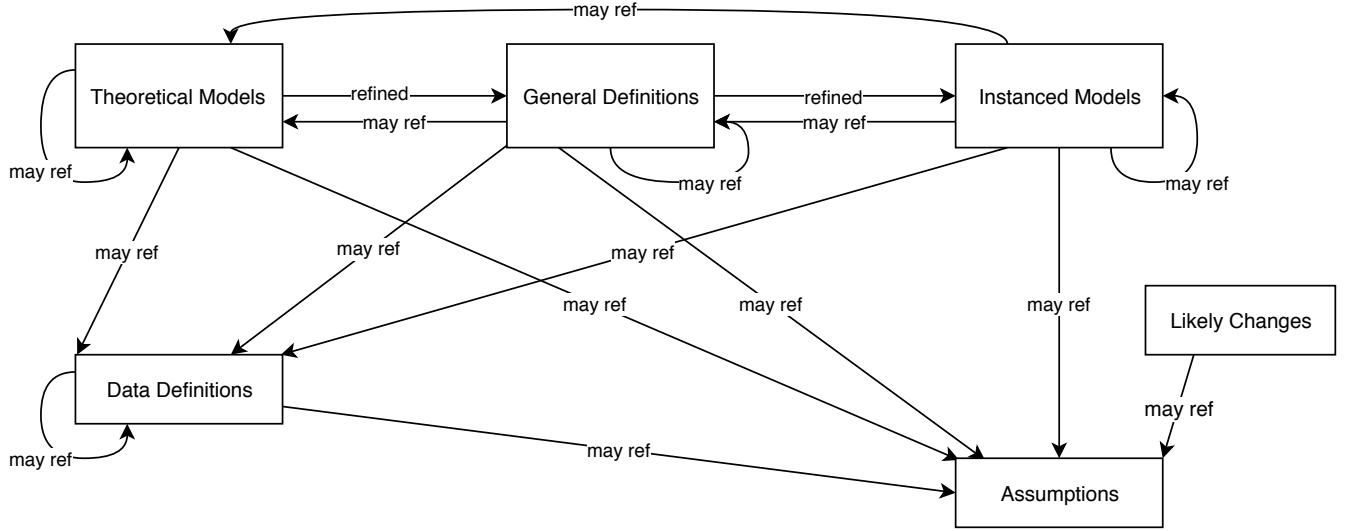 may ref
Theoretical Models
refined
General Definitions
refined
Instanced Models
may ref
may ref
may ref
may ref
may ref
may ref
may ref
may ref
may ref
may ref
may ref
may ref
Likely Changes
Data Definitions
may ref
may ref
may ref
Assumptions